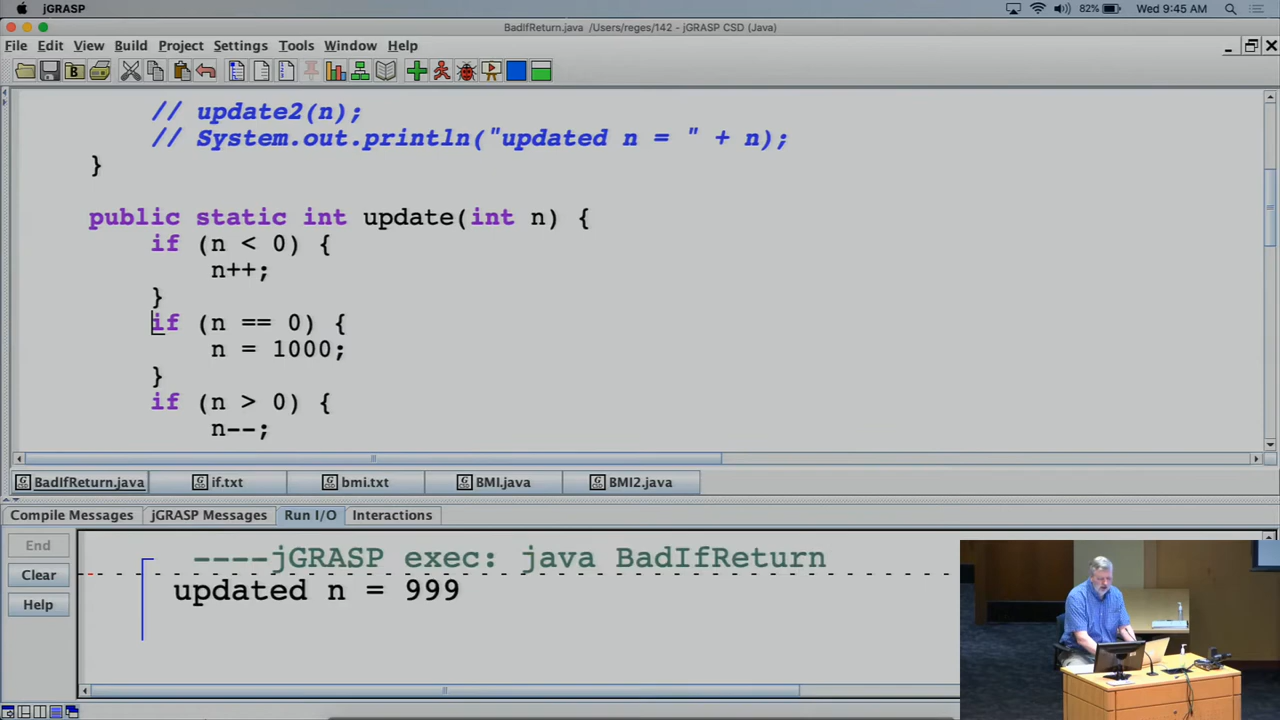 jGRASP
82%
Wed 9:45 AM
BadIfReturn.java /Users/reges/142 - jGRASP CSD (Java)
File Edit View Build Project Settings Tools Window Help
// update2(n);
// System.out.println("updated n = " + n);
}
public static int update(int n) {
if (n < 0) {
n++;
}
if (n == 0) {
n = 1000;
}
if (n > 0) {
n--;
BadIfReturn.java if.txt bmi.txt BMI.java BMI2.java
Compile Messages jGRASP Messages Run I/O Interactions
End
Clear
Help
----jGRASP exec: java BadIfReturn
updated n = 999